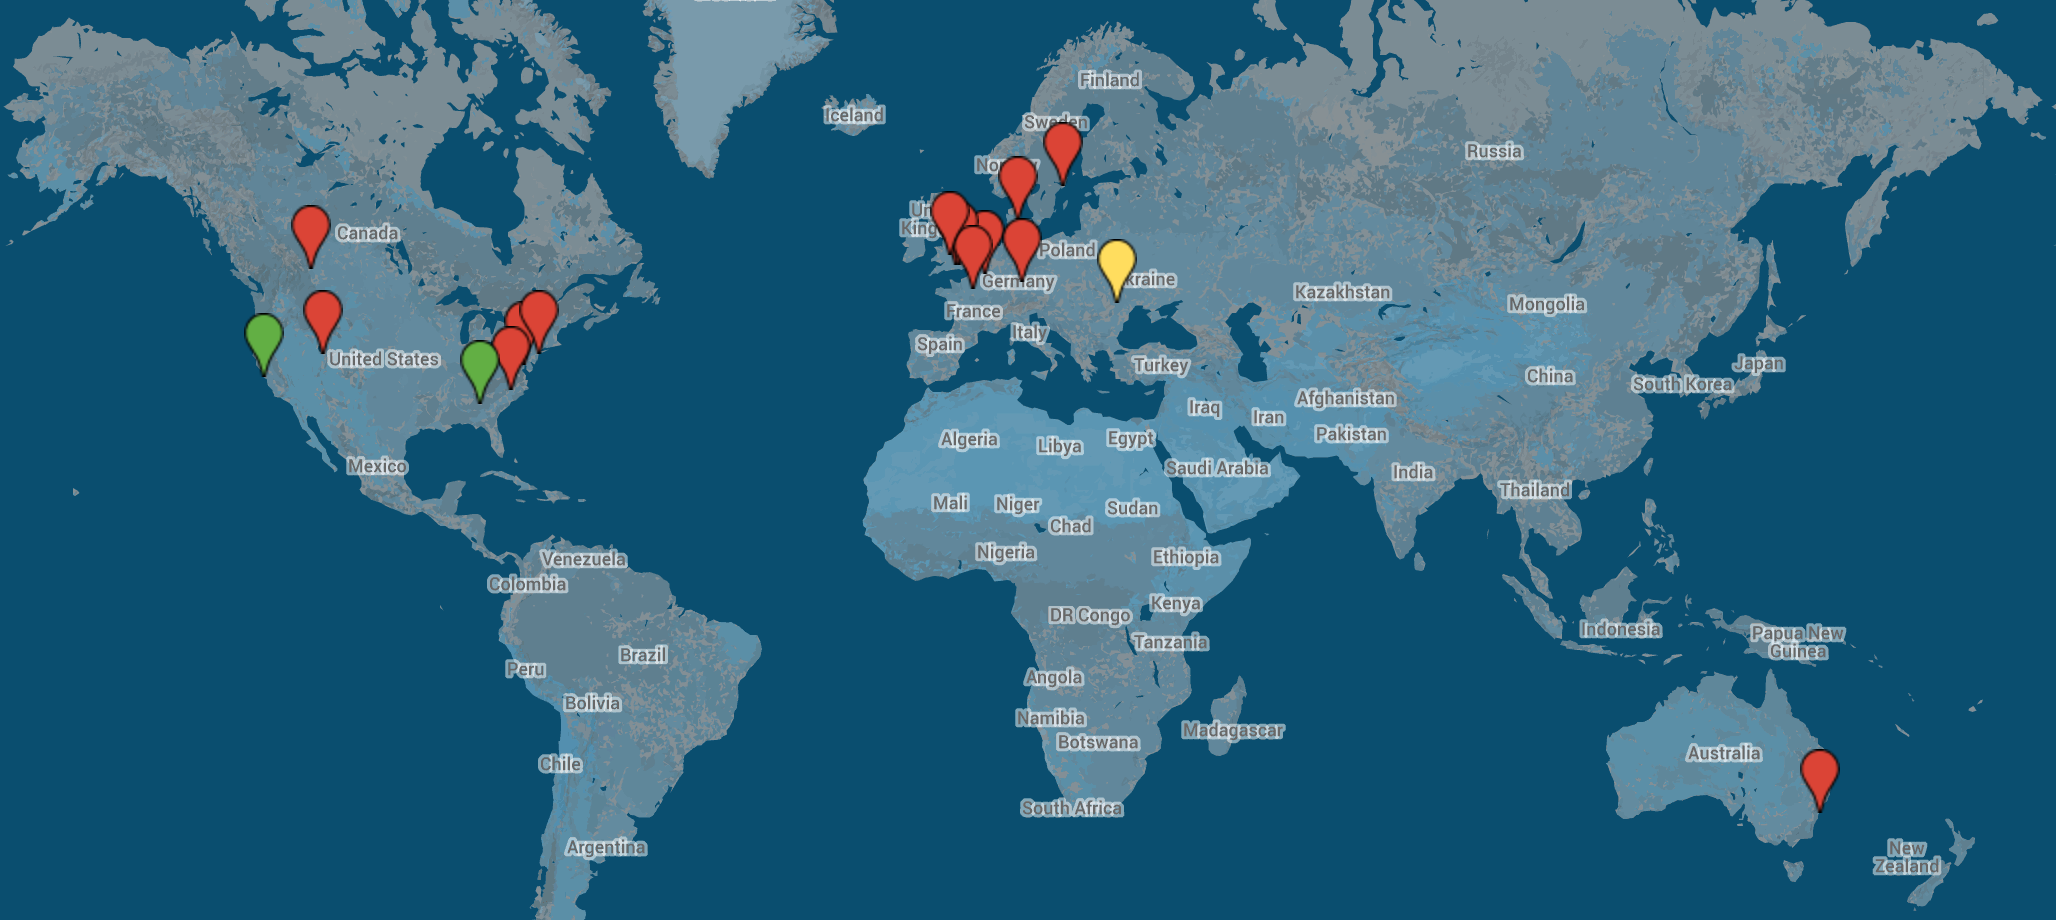 Finland
Iceland
Sweden
Russia
Canada
Poland
Germany
Kazakhstan
Mongolia
France
Italy
Spain
United States
Turkey
Japan
China
South Korea
Afghanistan
Iraq
Iran
Pakistan
Algeria
Libya
Egypt
Mexico
Saudi Arabia
India
Thailand
Mali
Niger
Sudan
Chad
Nigeria
Ethiopia
Venezuela
Colombia
Kenya
DR Congo
Indonesia
Papua New
Guinea
Tanzania
Brazil
Peru
Angola
Bolivia
Namibia
Madagascar
Botswana
Australia
Chile
South Africa
Argentina
New
Zealand